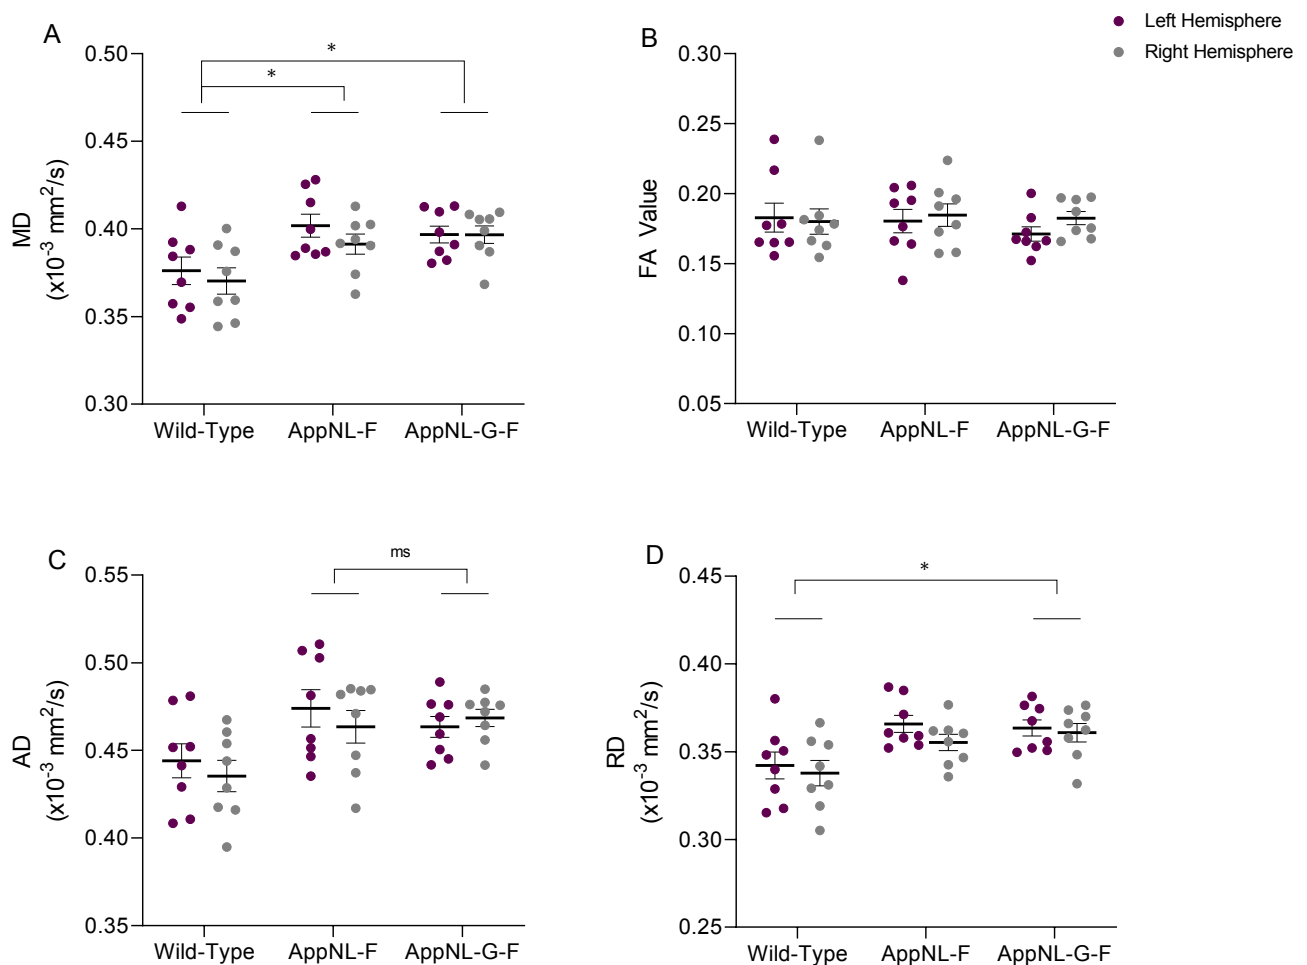 Left Hemisphere
Right Hemisphere
A
0.50
0.45
0.40
0.35
0.30
MD
(x10⁻³ mm²/s)
*
*
Wild-Type AppNL-F AppNL-G-F
B
0.30
0.25
0.20
0.15
0.10
0.05
FA Value
Wild-Type AppNL-F AppNL-G-F
C
0.55
0.50
0.45
0.40
0.35
AD
(x10⁻³ mm²/s)
ms
Wild-Type AppNL-F AppNL-G-F
D
0.45
0.40
0.35
0.30
0.25
RD
(x10⁻³ mm²/s)
*
Wild-Type AppNL-F AppNL-G-F